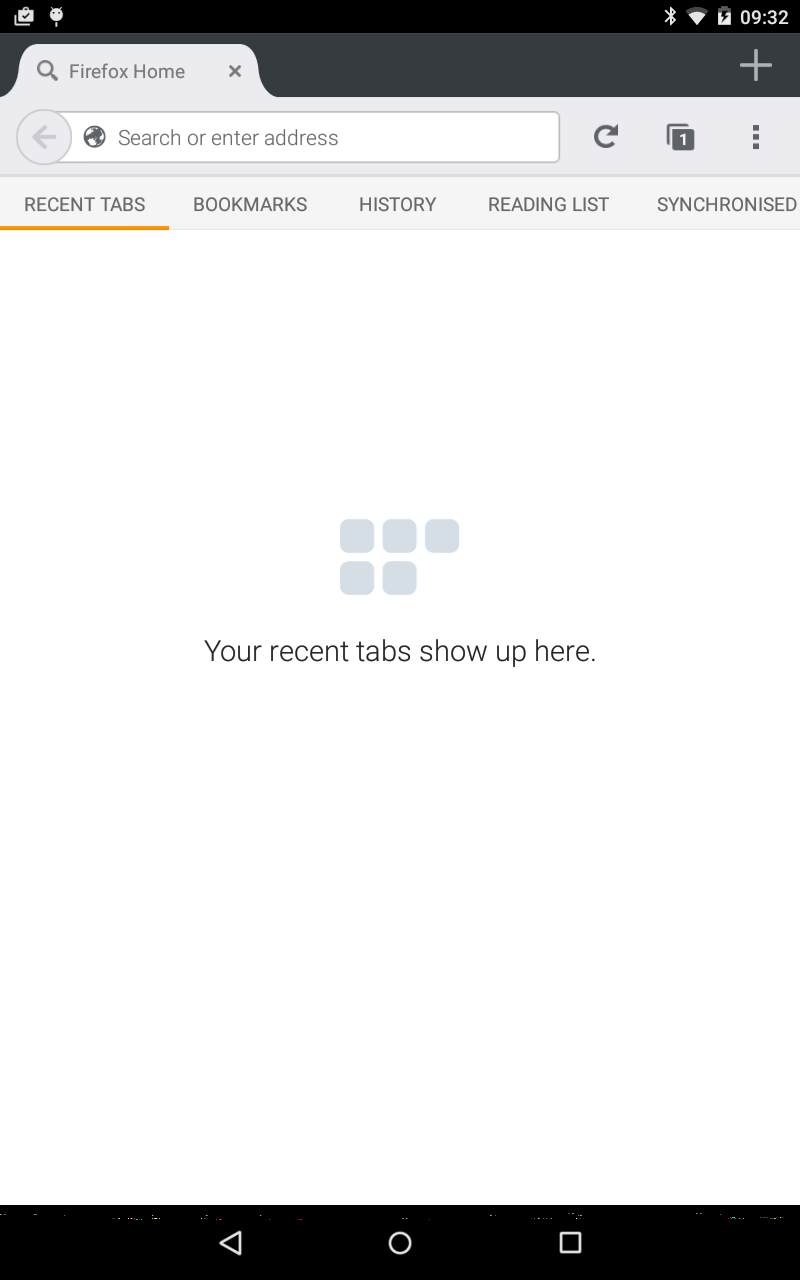 09:32
Firefox Home
Search or enter address
1
RECENT TABS BOOKMARKS HISTORY READING LIST SYNCHRONISED
Your recent tabs show up here.